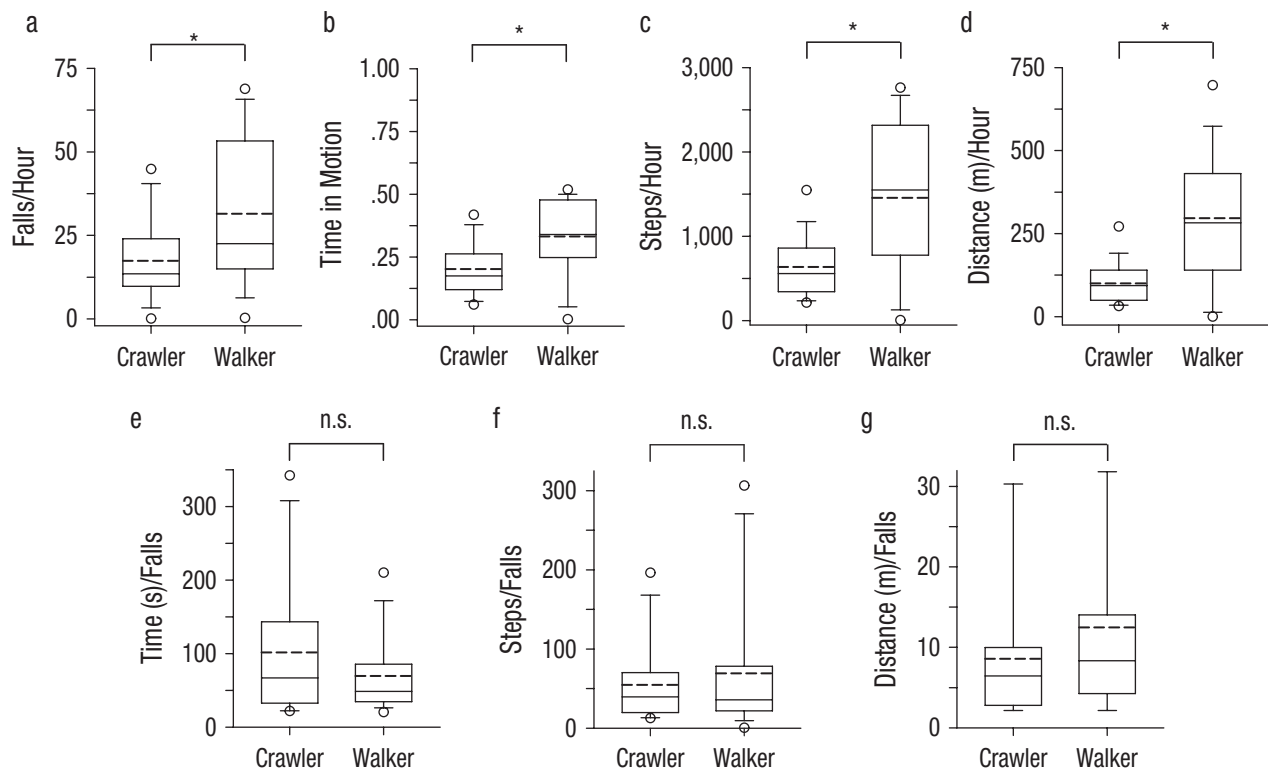 a
*
Falls/Hour
75
50
25
0
Crawler Walker
b
*
Time in Motion
1.00
.75
.50
.25
.00
Crawler Walker
c
*
Steps/Hour
3,000
2,000
1,000
0
Crawler Walker
d
*
Distance (m)/Hour
750
500
250
0
Crawler Walker
e
n.s.
Time (s)/Falls
300
200
100
0
Crawler Walker
f
n.s.
Steps/Falls
300
200
100
0
Crawler Walker
g
n.s.
Distance (m)/Falls
30
20
10
0
Crawler Walker